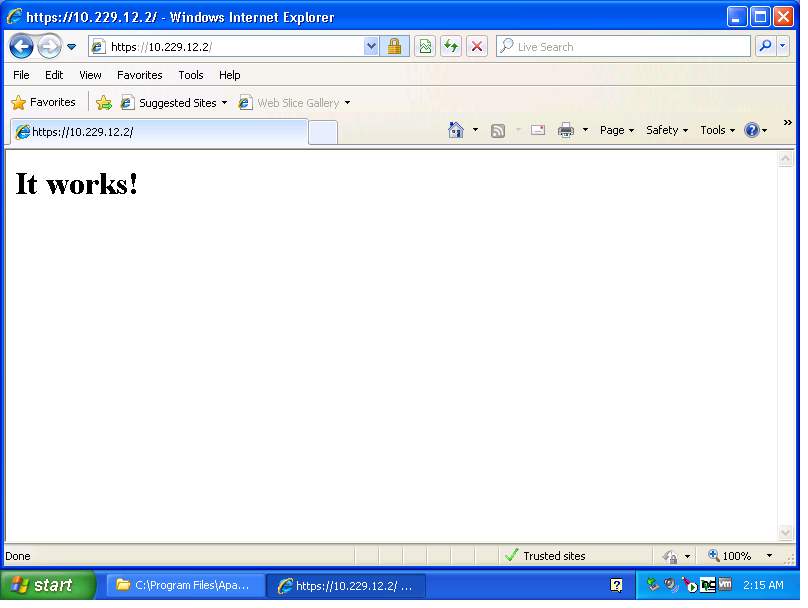 https://10.229.12.2/ - Windows Internet Explorer
https://10.229.12.2/
Live Search
File Edit View Favorites Tools Help
Favorites Suggested Sites Web Slice Gallery
https://10.229.12.2/ Page Safety Tools
It works!
Done Trusted sites 100%
start C:\Program Files\Apa... https://10.229.12.2/ ... 2:15 AM